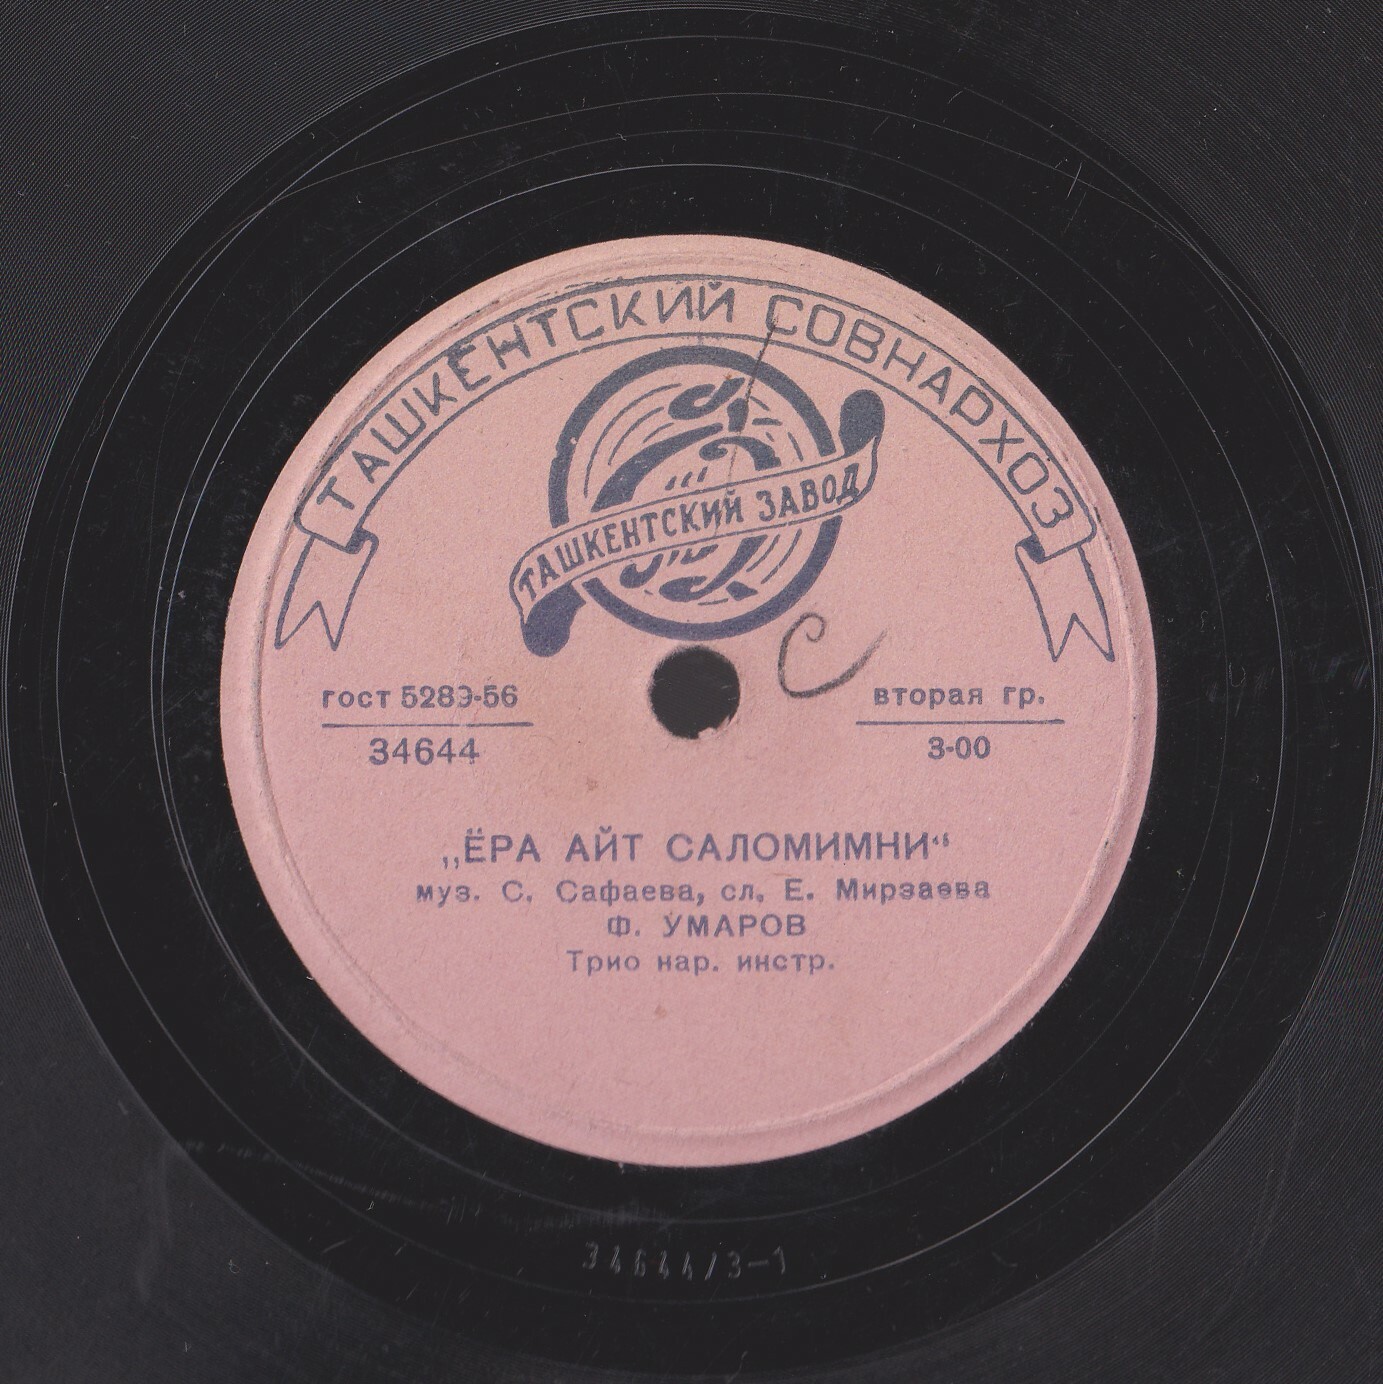 ТАШКЕНТСКИЙ СОВНАРХОЗ
ТАШКЕНТСКИЙ ЗАВОД
С
гост 5289-56
34644
вторая гр.
3-00
„ЁРА АЙТ САЛОМИМНИ“
муз. С. Сафаева, сл. Е. Мирзаева
Ф. УМАРОВ
Трио нар. инстр.
34644/3-1